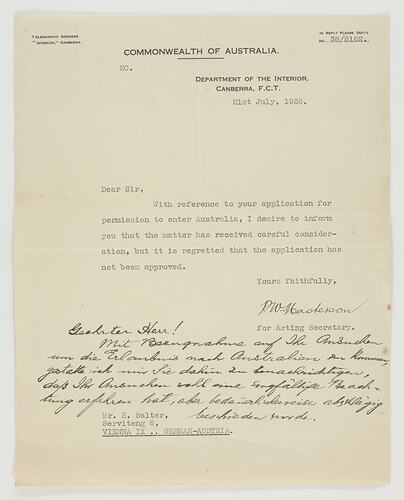 TELEGRAPHIC ADDRESS
"INTERIOR," CANBERRA.
IN REPLY PLEASE QUOTE
NO. 38/8162.
COMMONWEALTH OF AUSTRALIA.
EC.
DEPARTMENT OF THE INTERIOR,
CANBERRA, F.C.T.
21st July, 1938.
Dear Sir,
With reference to your application for
permission to enter Australia, I desire to inform
you that the matter has received careful consider-
ation, but it is regretted that the application has
not been approved.
Yours faithfully,
for Acting Secretary.
Geehrter Herr!
Mit Bezugnahme auf Ihr Ansuchen
um die Erlaubnis nach Australien zu kommen,
gestatte ich mir Sie dahin zu benachrichtigen,
daß Ihr Ansuchen wohl eine sorgfältige Beach-
tung erfahren hat, aber bedauerlicherweise abschlägig
beschieden wurde.
Mr. R. Salter,
Serviteng 8,
VIENNA IX .. GERMAN-AUSTRIA.